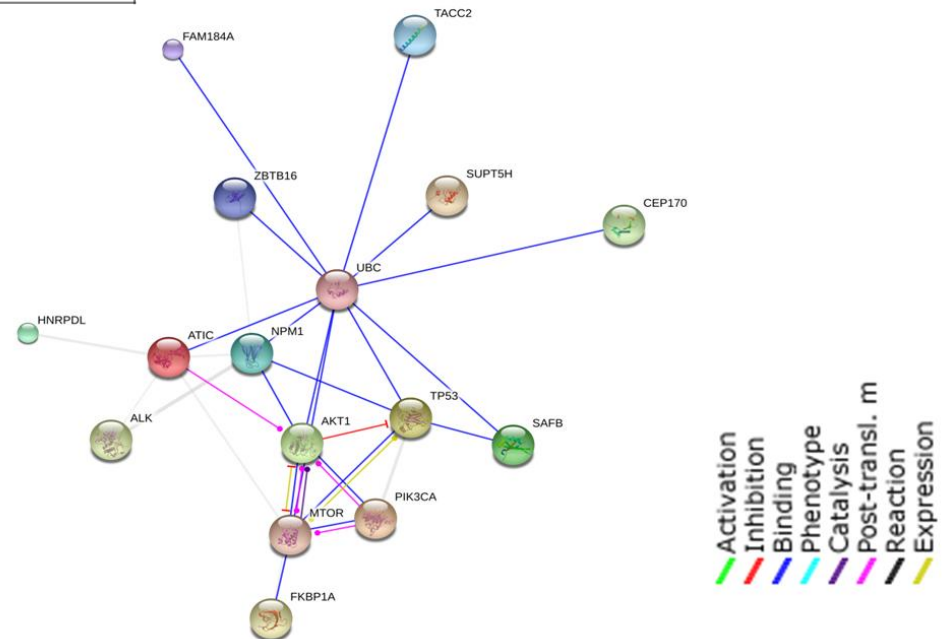 TACC2
FAM184A
ZBTB16
SUPT5H
CEP170
UBC
HNRPDL
ATIC
NPM1
TP53
ALK
AKT1
SAFB
PIK3CA
MTOR
FKBP1A
Activation
Inhibition
Binding
Phenotype
Catalysis
Post-transl. m
Reaction
Expression